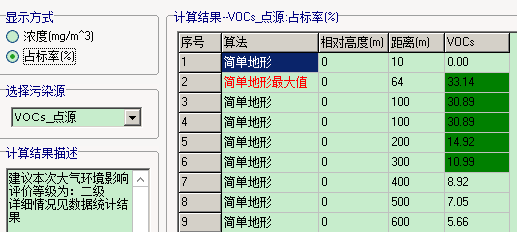 显示方式
浓度(mg/m^3)
占标率(%)
选择污染源
VOCs_点源
计算结果描述
建议本次大气环境影响
评价等级为：二级
详细情况见数据统计结
果
计算结果--VOCs_点源:占标率(%)
序号 算法 相对高度(m) 距离(m) VOCs
1 简单地形 0 10 0.00
2 简单地形最大值 0 64 33.14
3 简单地形 0 100 30.89
4 简单地形 0 100 30.89
5 简单地形 0 200 14.92
6 简单地形 0 300 10.99
7 简单地形 0 400 8.92
8 简单地形 0 500 7.05
9 简单地形 0 600 5.66